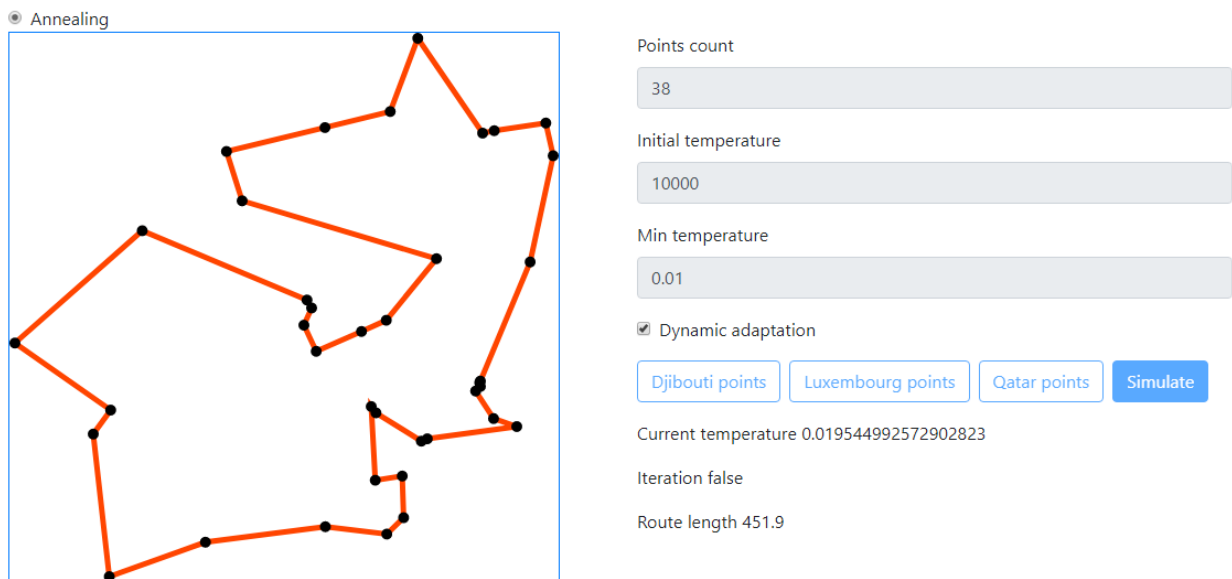 Annealing
Points count
38
Initial temperature
10000
Min temperature
0.01
Dynamic adaptation
Djibouti points Luxembourg points Qatar points Simulate
Current temperature 0.019544992572902823
Iteration false
Route length 451.9